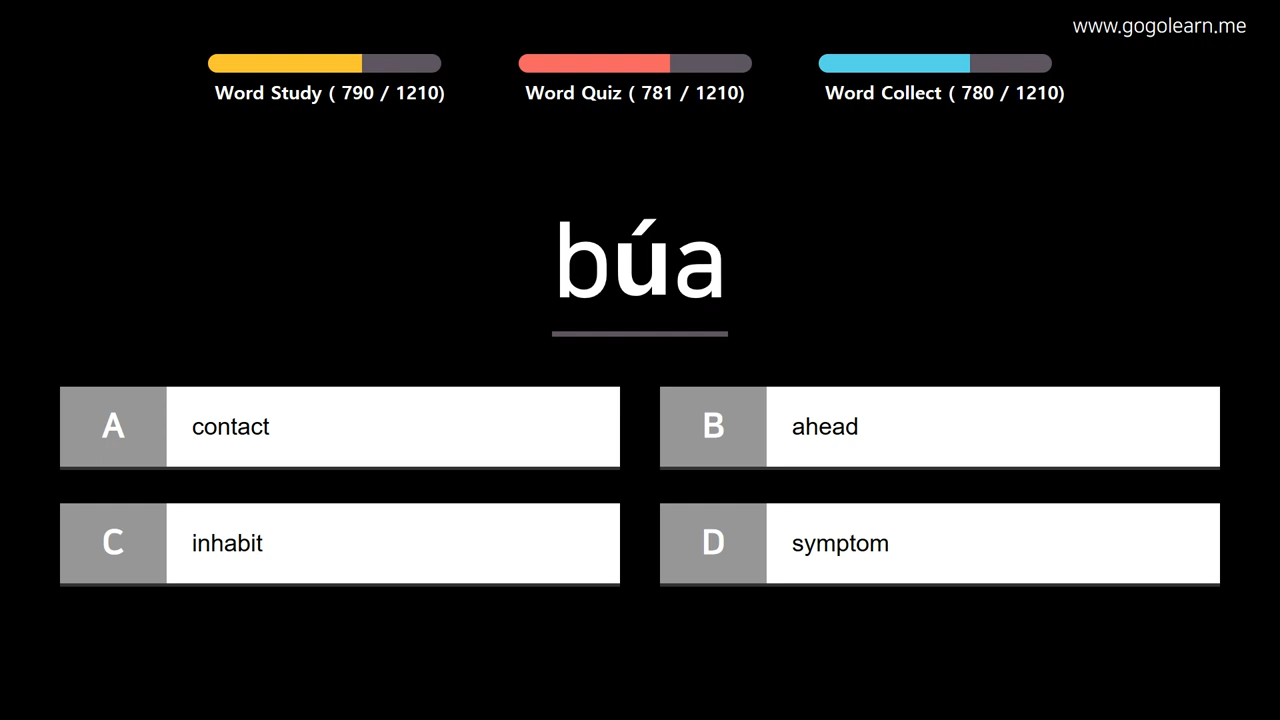 www.gogolearn.me
Word Study ( 790 / 1210)
Word Quiz ( 781 / 1210)
Word Collect ( 780 / 1210)
búa
A contact
B ahead
C inhabit
D symptom